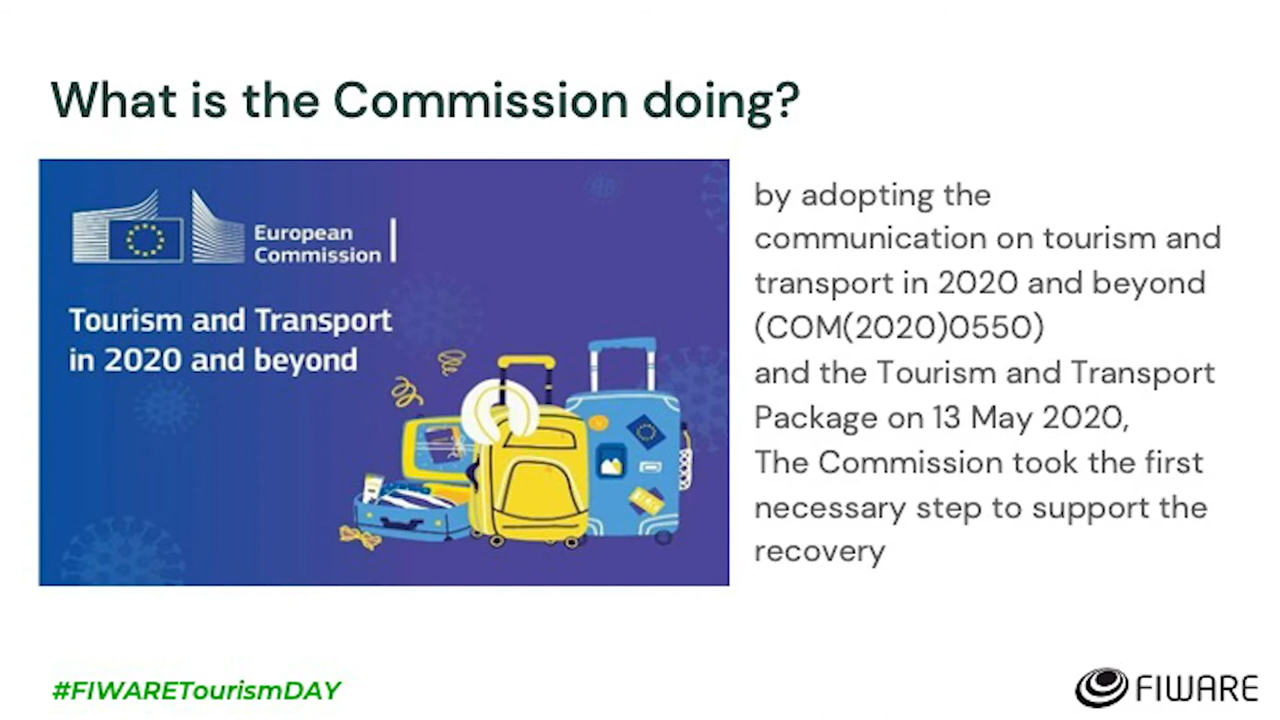 What is the Commission doing?
European
Commission
Tourism and Transport
in 2020 and beyond
by adopting the
communication on tourism and
transport in 2020 and beyond
(COM(2020)0550)
and the Tourism and Transport
Package on 13 May 2020,
The Commission took the first
necessary step to support the
recovery
#FIWARETourismDAY
FIWARE